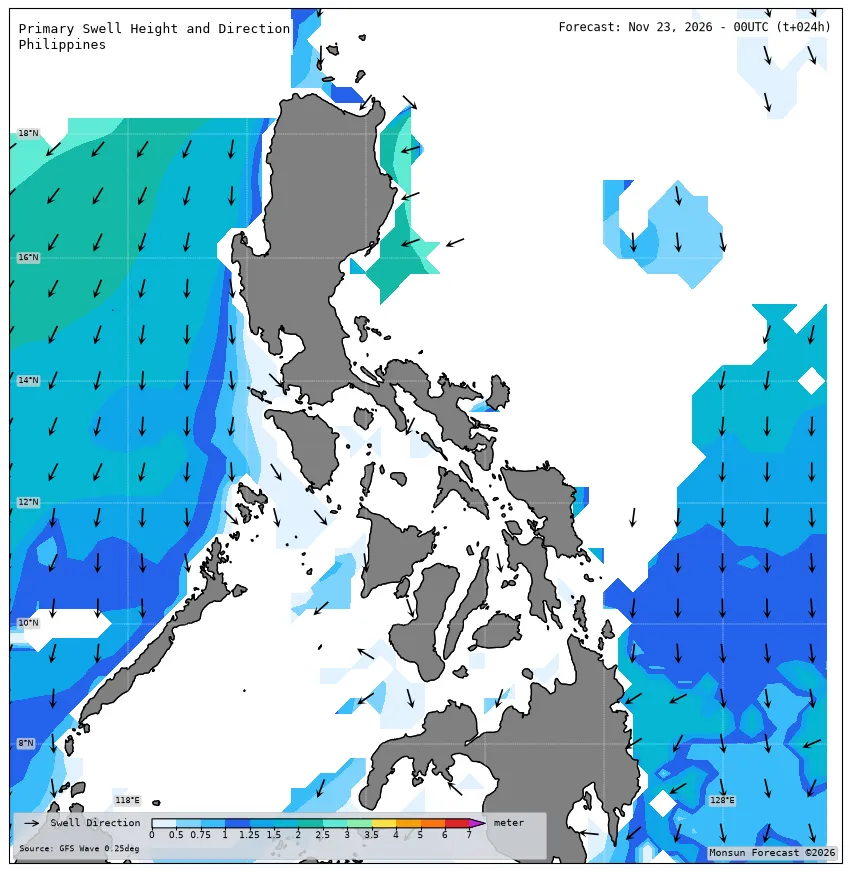 Primary Swell Height and Direction
Philippines
Forecast: Nov 23, 2026 - 00UTC (t+024h)
18°N
16°N
14°N
12°N
10°N
8°N
118°E
128°E
Swell Direction
0 0.5 0.75 1 1.25 1.5 2 2.5 3 3.5 4 5 6 7
meter
Source: GFS Wave 0.25deg
Monsun Forecast ©2026